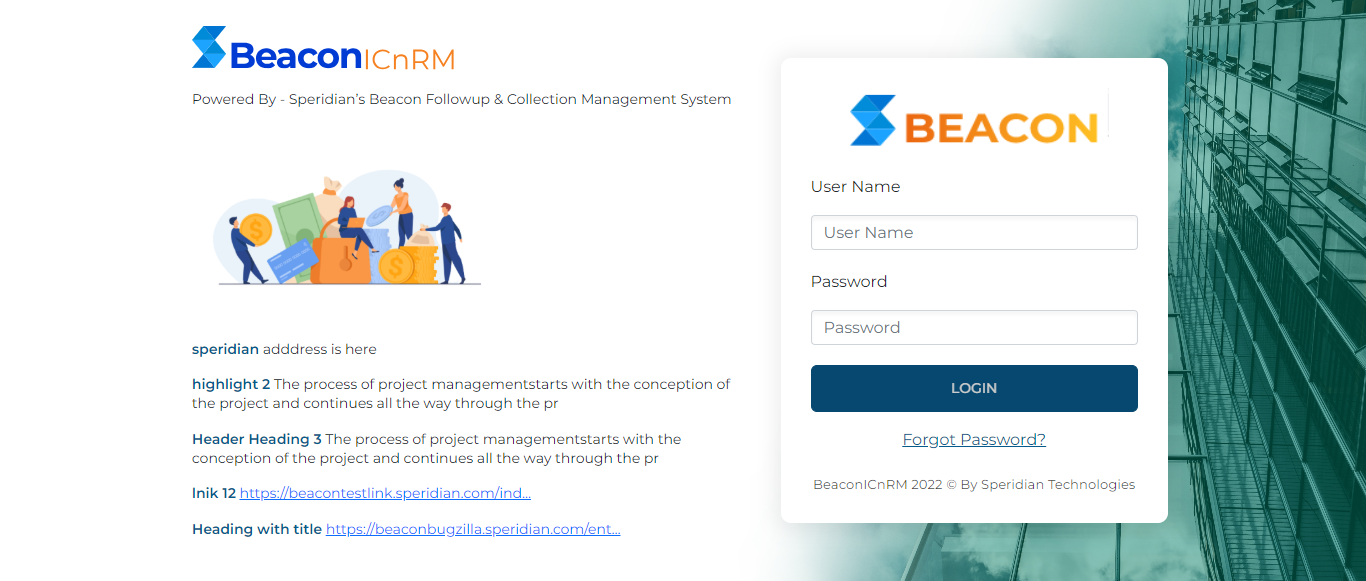 BeaconICnRM
Powered By - Speridian's Beacon Followup & Collection Management System
speridian adddress is here
highlight 2 The process of project managementstarts with the conception of
the project and continues all the way through the pr
Header Heading 3 The process of project managementstarts with the
conception of the project and continues all the way through the pr
lnik 12 https://beacontestlink.speridian.com/ind...
Heading with title https://beaconbugzilla.speridian.com/ent...
BEACON
User Name
User Name
Password
Password
LOGIN
Forgot Password?
BeaconICnRM 2022 © By Speridian Technologies